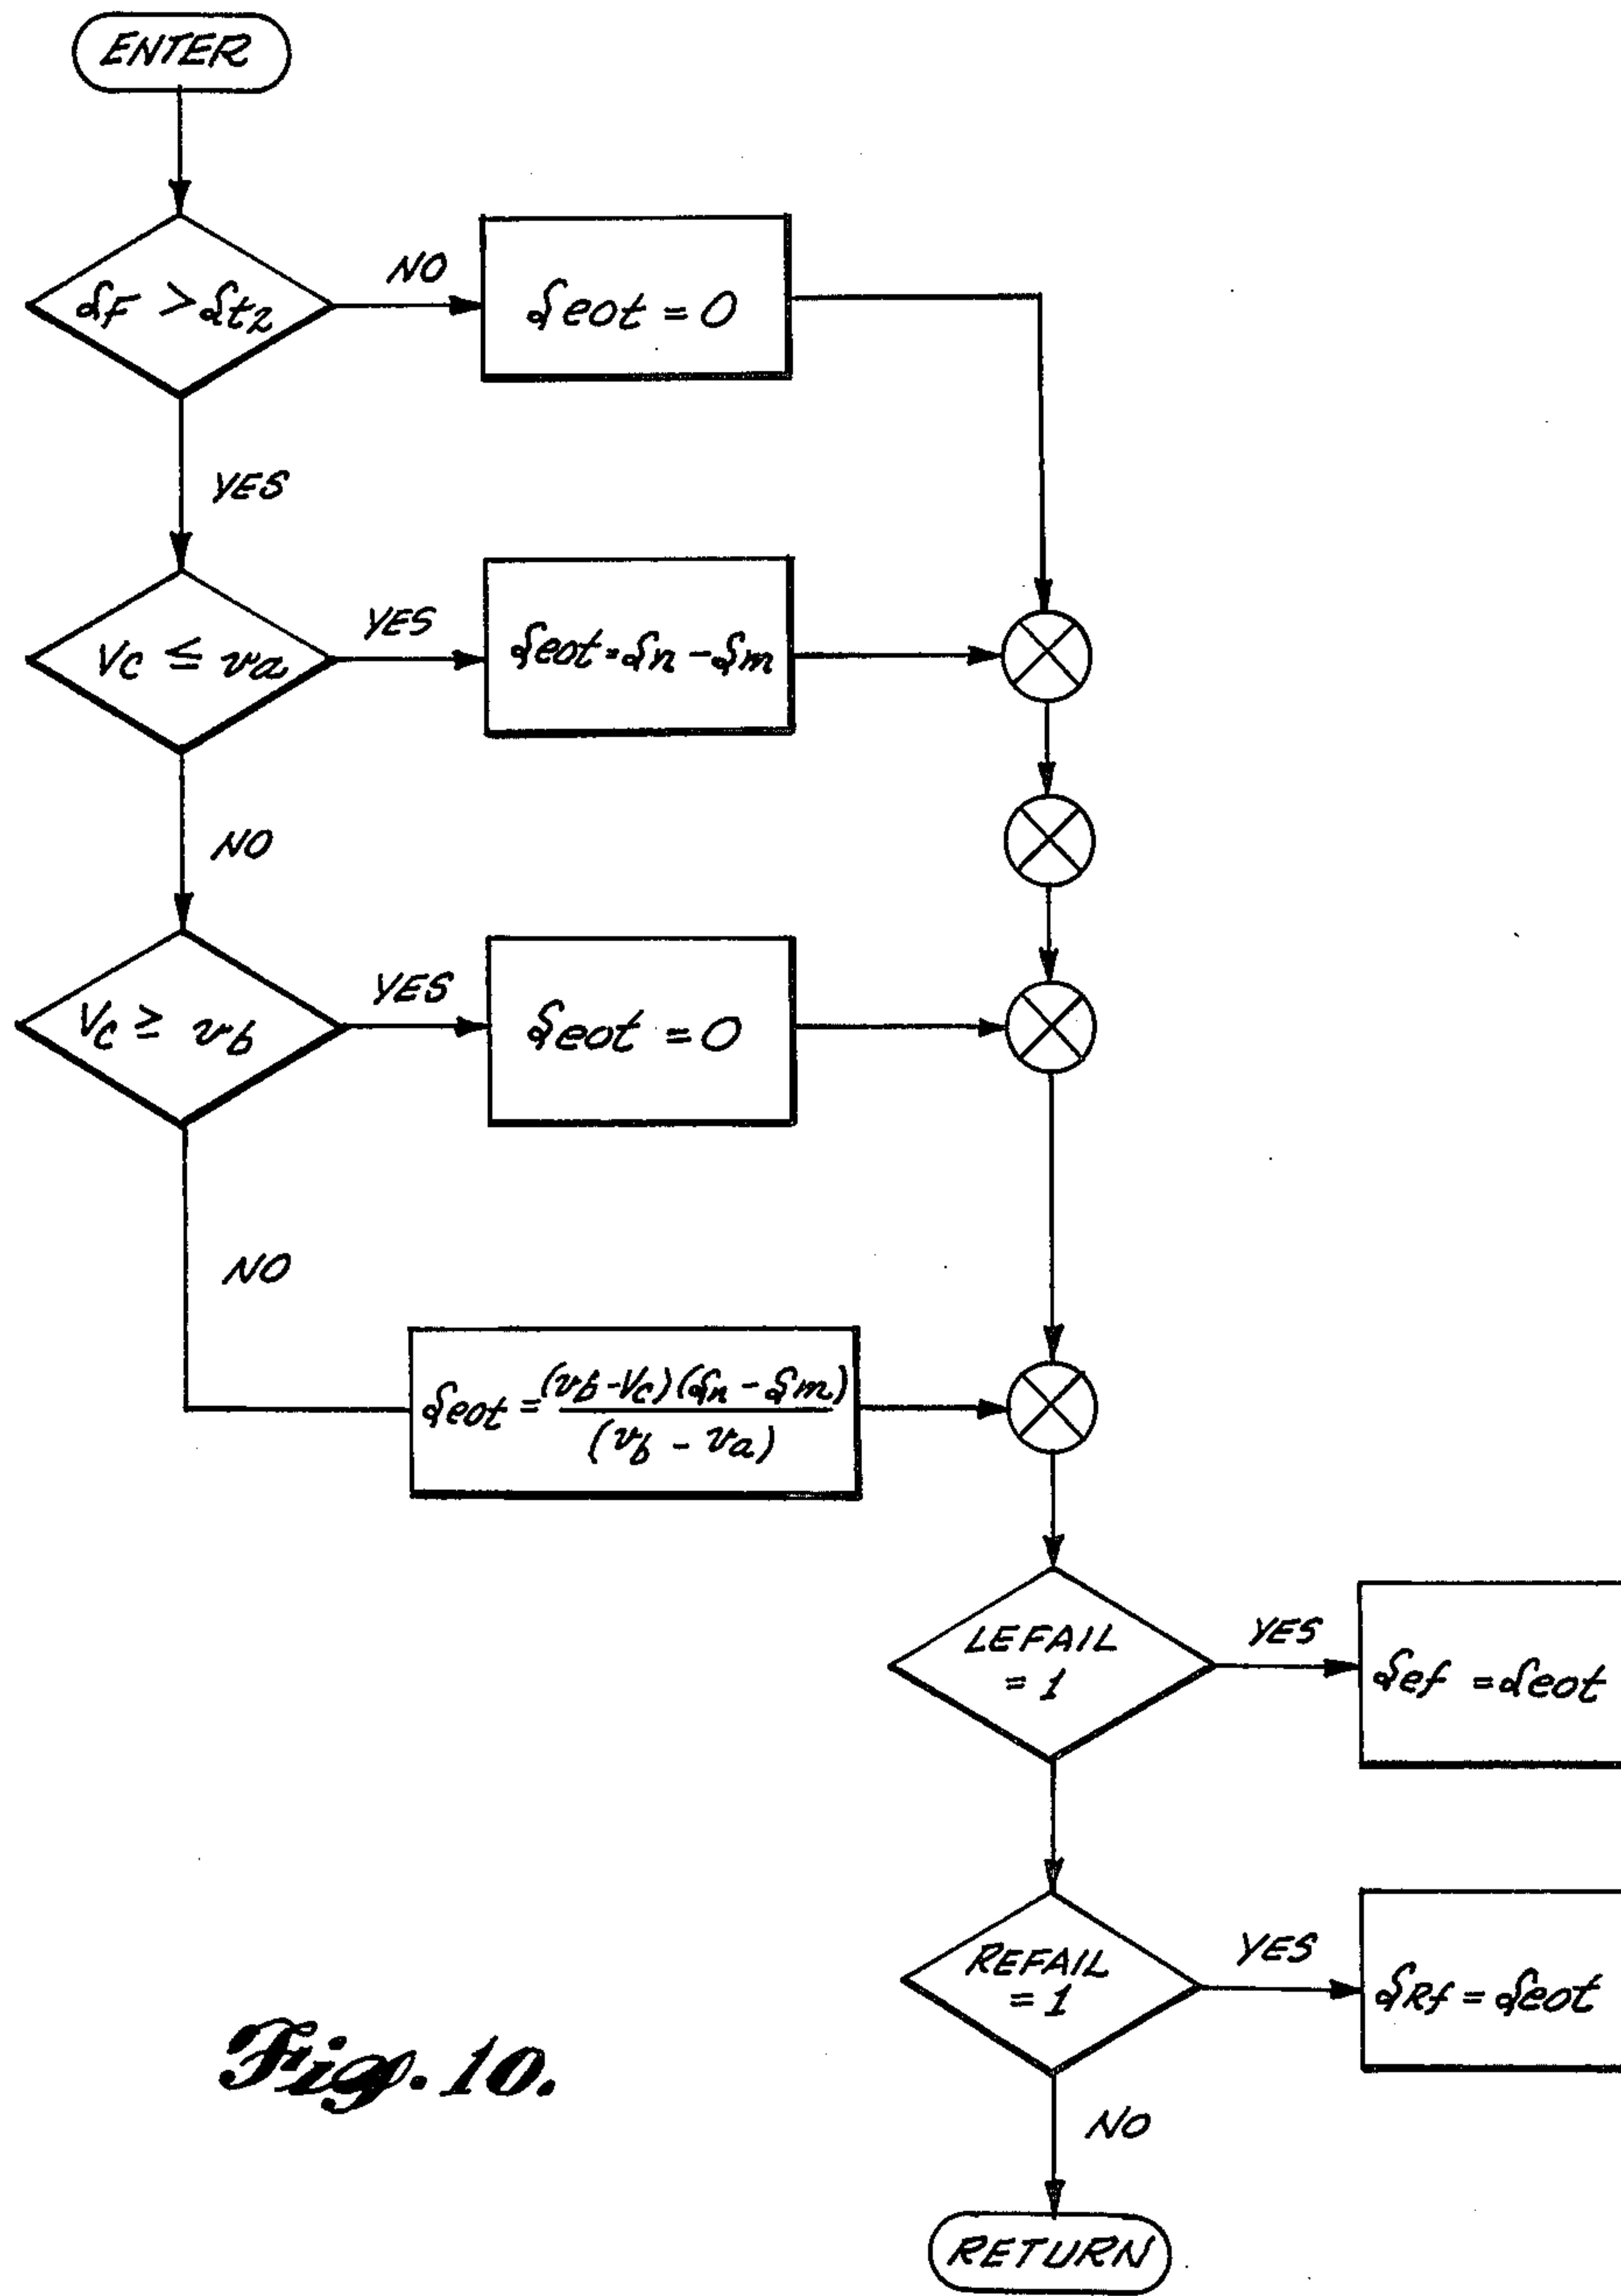 ENTER
δF > δt2
NO
δeot = 0
YES
Vc ≤ va
YES
δeot = δn - δm
NO
Vc ≥ vb
YES
δeot = 0
NO
δeot = (vb - Vc) (δn - δm)
(vb - va)
LEFAIL
= 1
YES
δef = δeot
REFAIL
= 1
YES
δRf = δeot
NO
RETURN
Fig. 10.